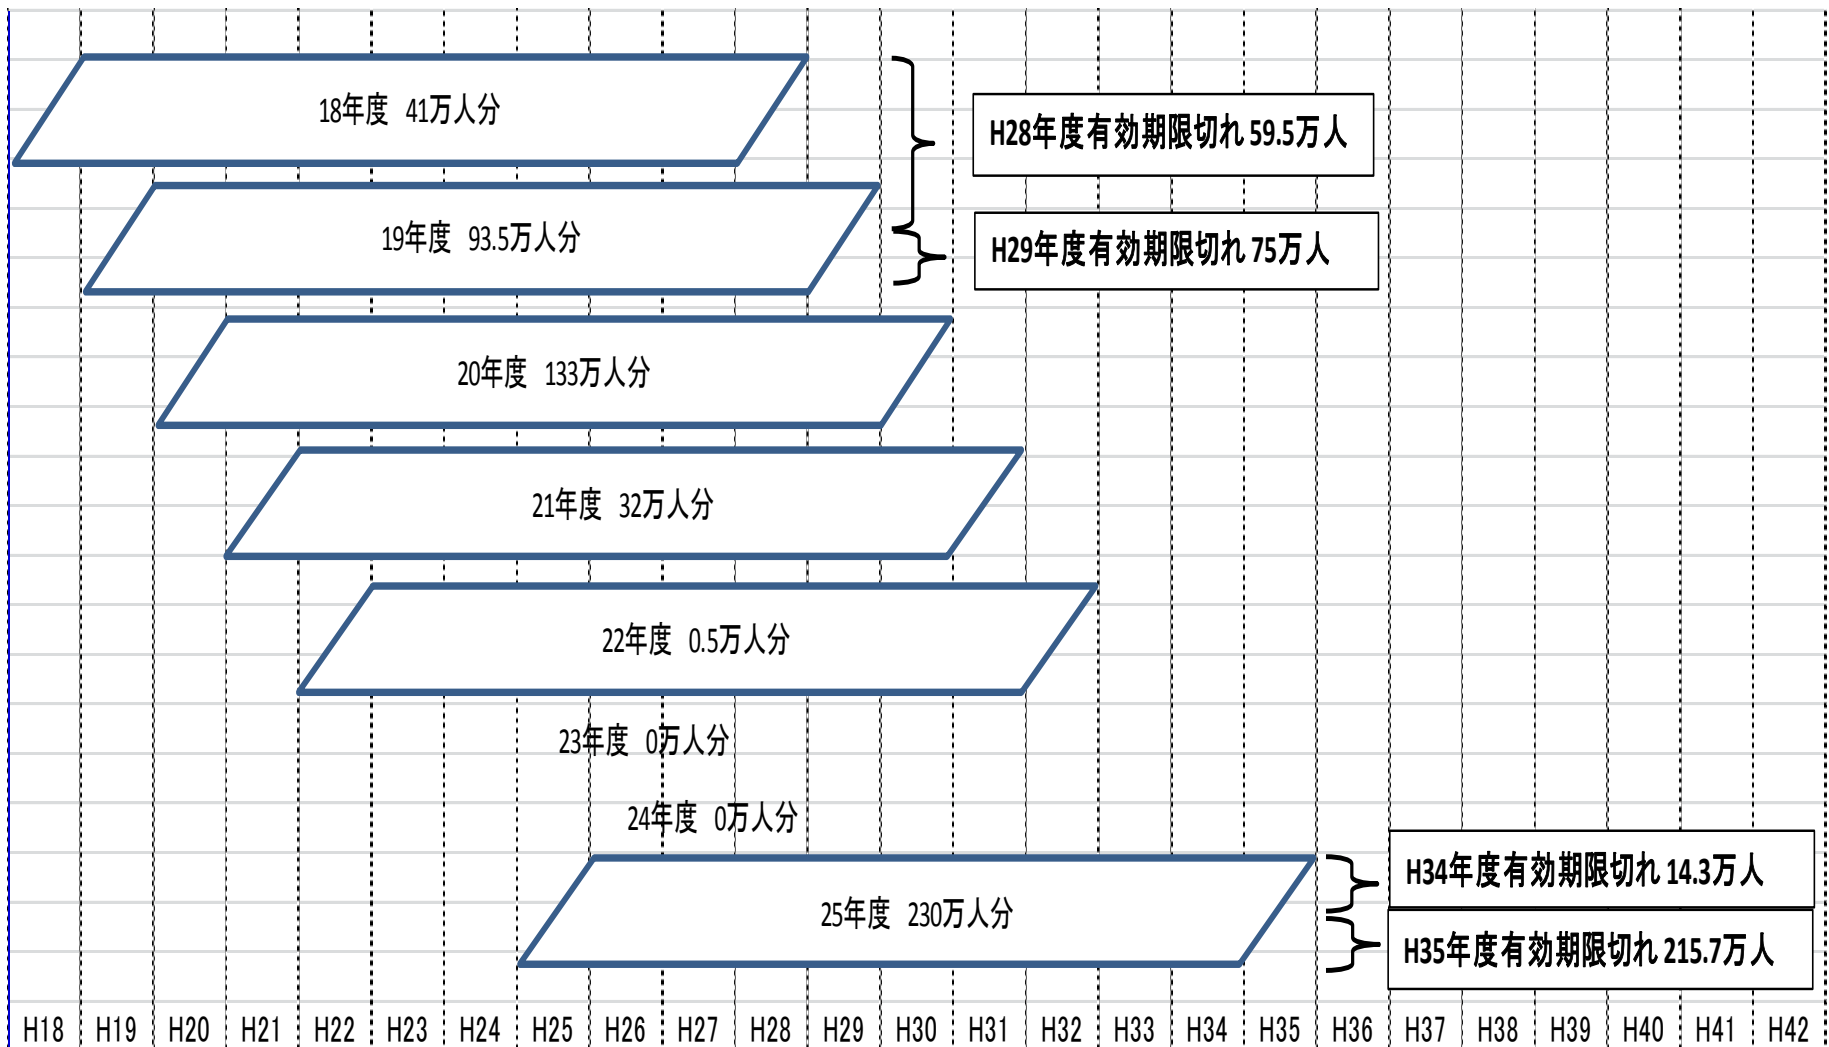 18年度 41万人分
H28年度有効期限切れ 59.5万人
19年度 93.5万人分
H29年度有効期限切れ 75万人
20年度 133万人分
21年度 32万人分
22年度 0.5万人分
23年度 0万人分
24年度 0万人分
H34年度有効期限切れ 14.3万人
25年度 230万人分
H35年度有効期限切れ 215.7万人
H18 H19 H20 H21 H22 H23 H24 H25 H26 H27 H28 H29 H30 H31 H32 H33 H34 H35 H36 H37 H38 H39 H40 H41 H42